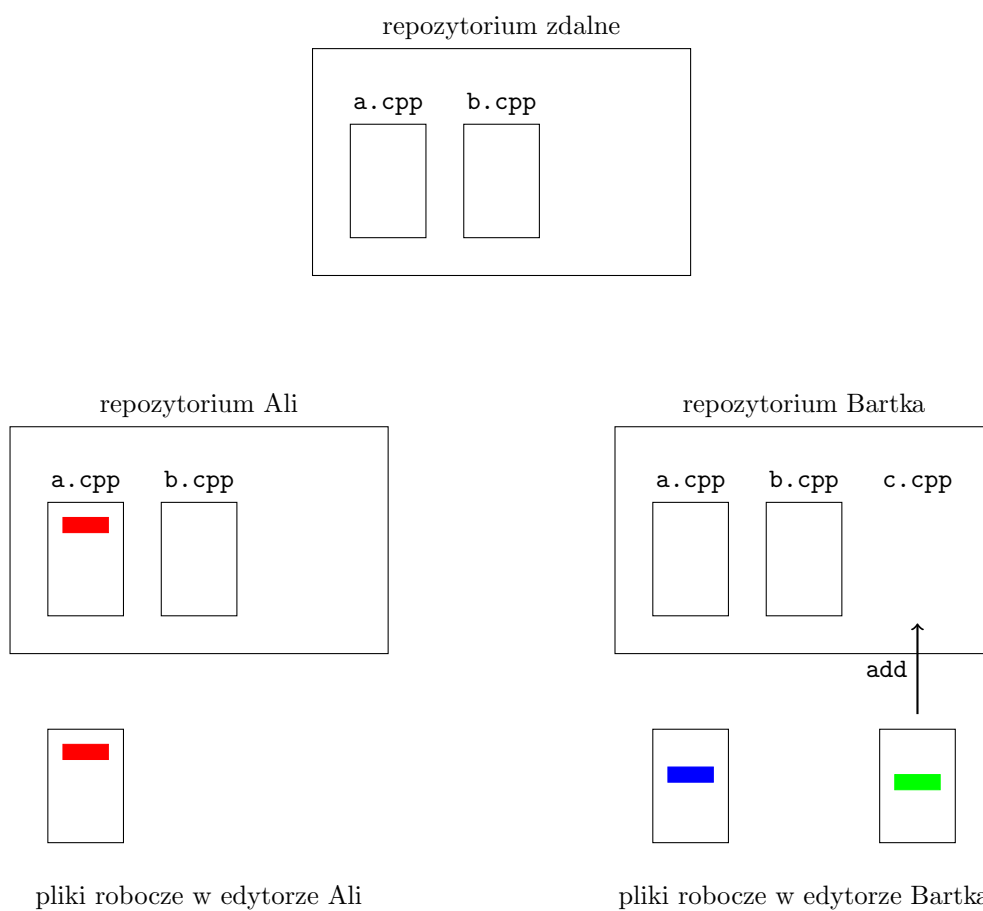 repozytorium zdalne
a.cpp b.cpp
repozytorium Ali
a.cpp b.cpp
repozytorium Bartka
a.cpp b.cpp c.cpp
add
pliki robocze w edytorze Ali
pliki robocze w edytorze Bartka